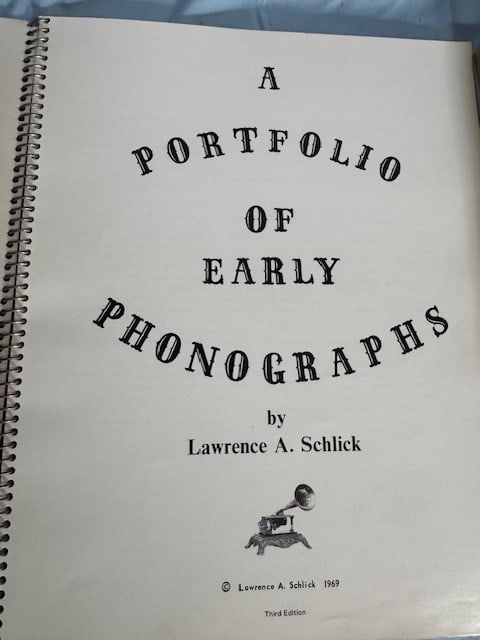 A
PORTFOLIO
OF
EARLY
PHONOGRAPHS
by
Lawrence A. Schlick
© Lawrence A. Schlick 1969
Third Edition